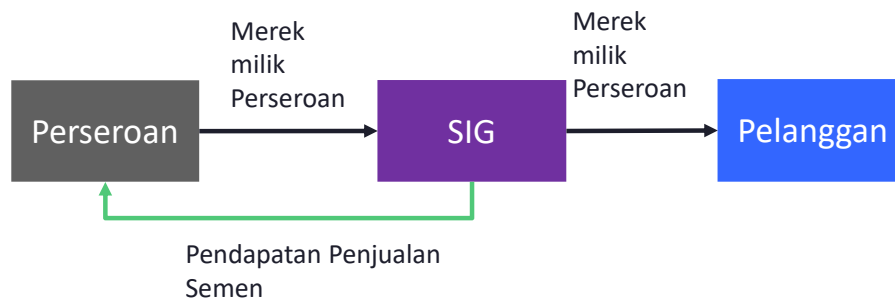 Merek
milik
Perseroan
Merek
milik
Perseroan
Perseroan
SIG
Pelanggan
Pendapatan Penjualan
Semen